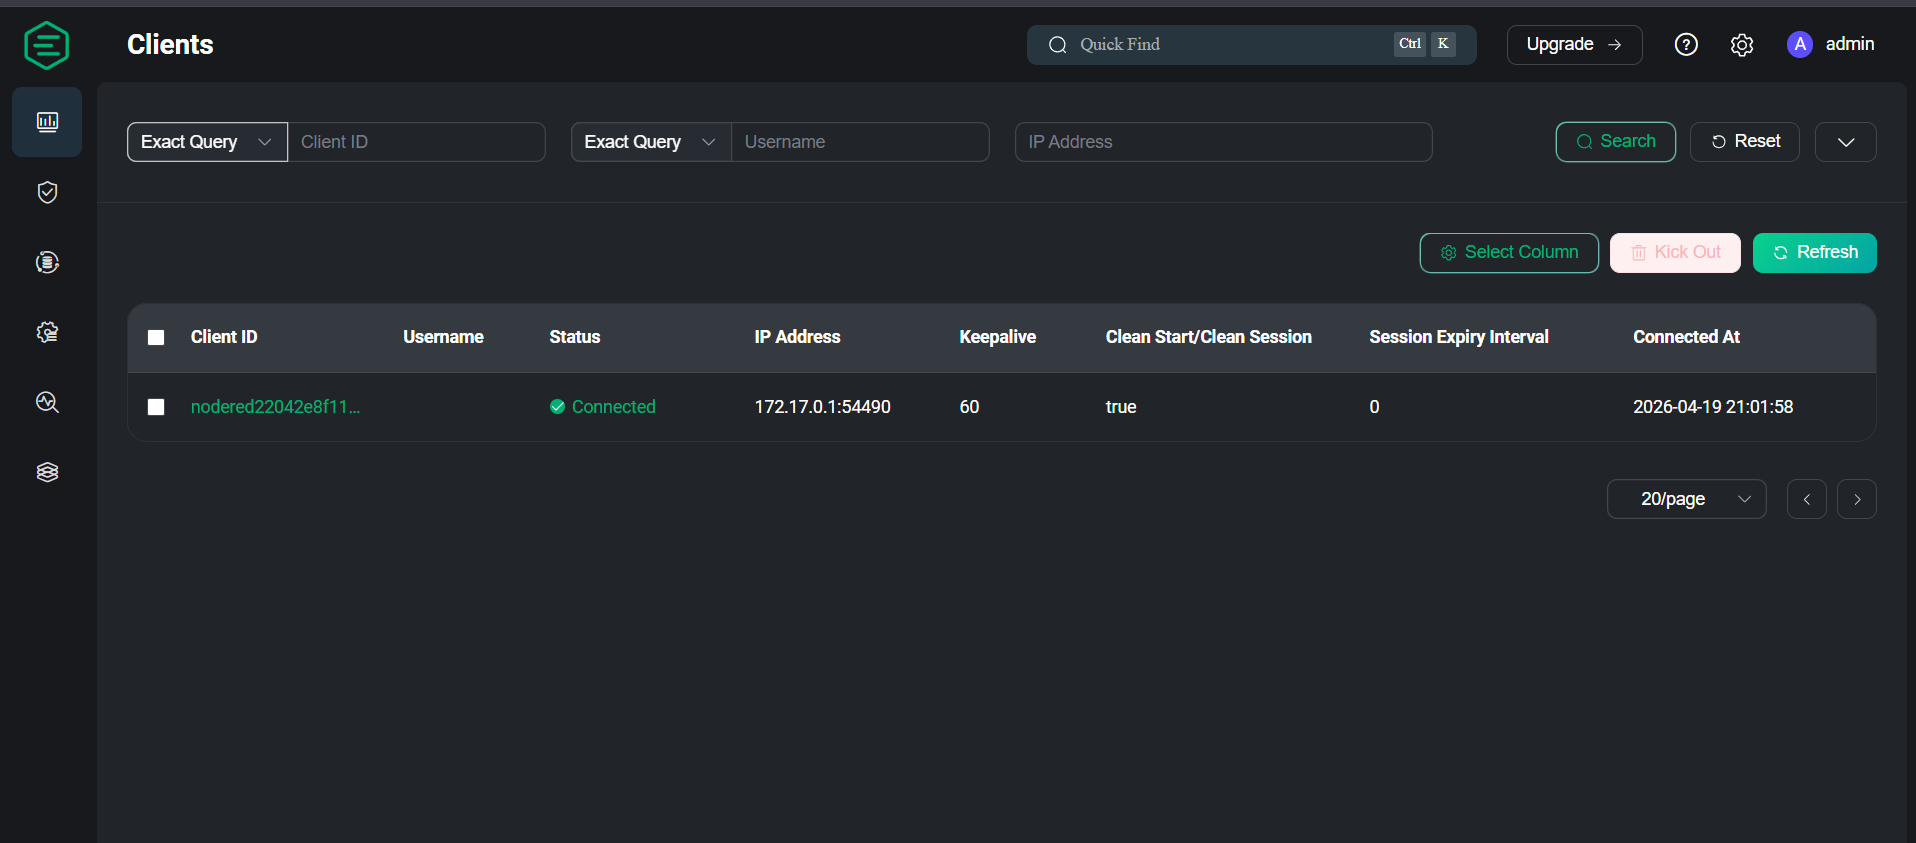 Clients
Quick Find Ctrl K
Upgrade
?
A admin
Exact Query Client ID
Exact Query Username
IP Address
Search
Reset
Select Column
Kick Out
Refresh
Client ID Username Status IP Address Keepalive Clean Start/Clean Session Session Expiry Interval Connected At
nodered22042e8f11... Connected 172.17.0.1:54490 60 true 0 2026-04-19 21:01:58
20/page